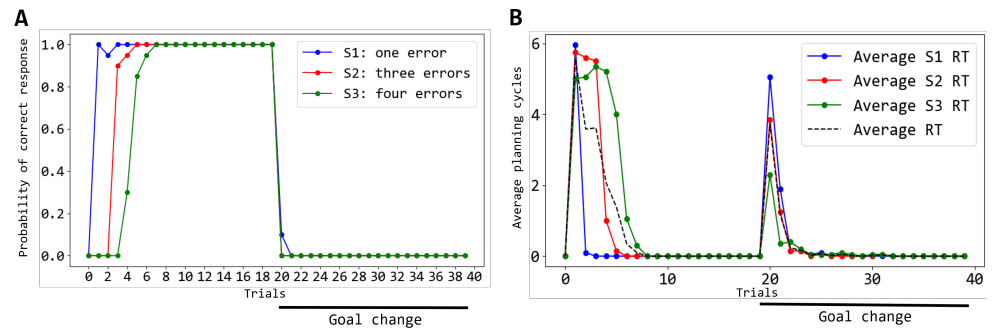 A
Probability of correct response
1.0
0.8
0.6
0.4
0.2
0.0
S1: one error
S2: three errors
S3: four errors
0 2 4 6 8 10 12 14 16 18 20 22 24 26 28 30 32 34 36 38 40
Trials
Goal change
B
Average planning cycles
6
4
2
0
Average S1 RT
Average S2 RT
Average S3 RT
Average RT
0 10 20 30 40
Trials
Goal change